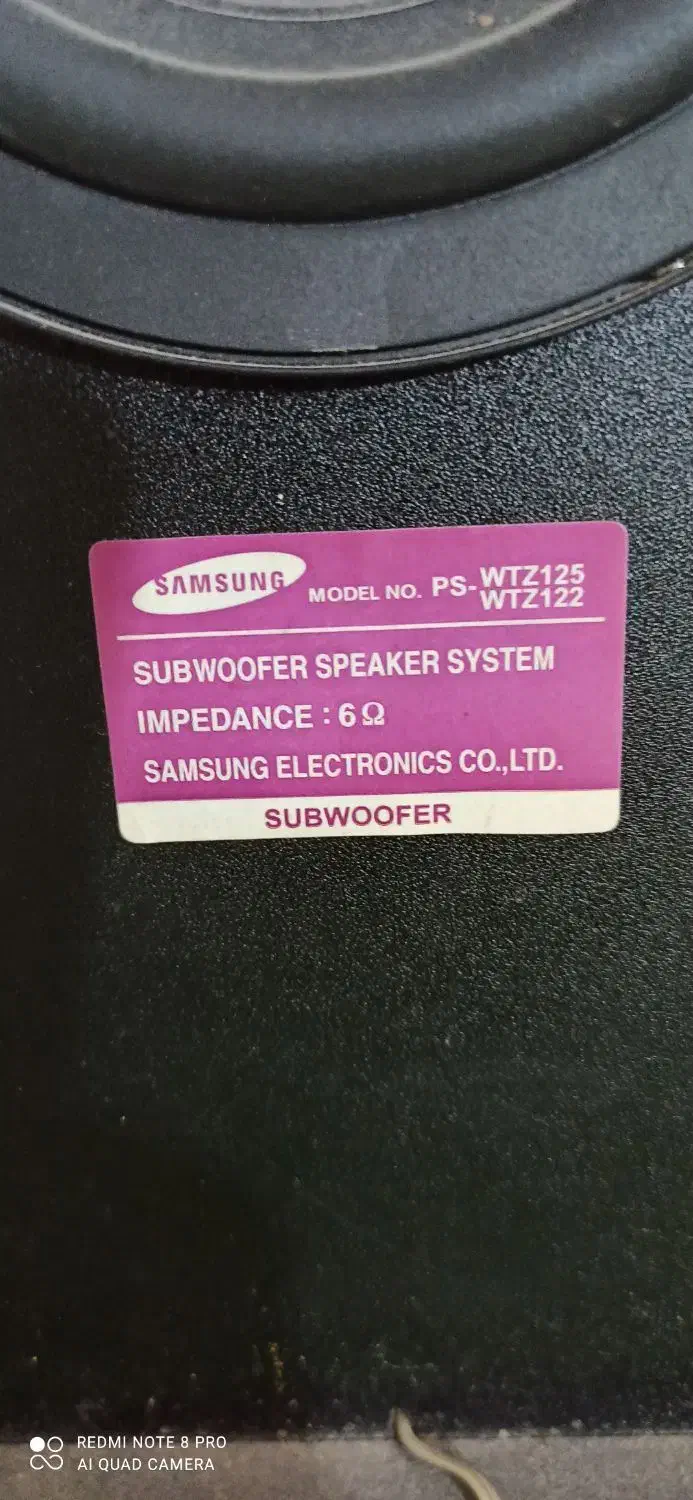 SAMSUNG MODEL NO. PS-WTZ125
WTZ122
SUBWOOFER SPEAKER SYSTEM
IMPEDANCE : 6Ω
SAMSUNG ELECTRONICS CO.,LTD.
SUBWOOFER
REDMI NOTE 8 PRO
AI QUAD CAMERA